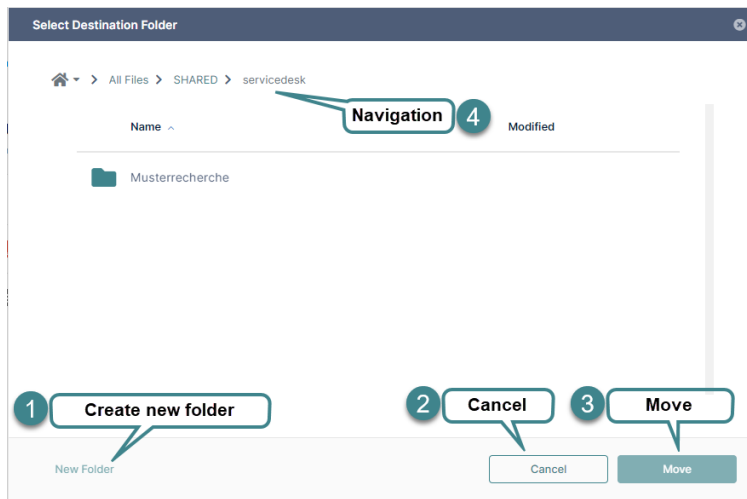 Select Destination Folder
All Files > SHARED > servicedesk
Navigation 4
Name Modified
Musterrecherche
1 Create new folder 2 Cancel 3 Move
New Folder Cancel Move